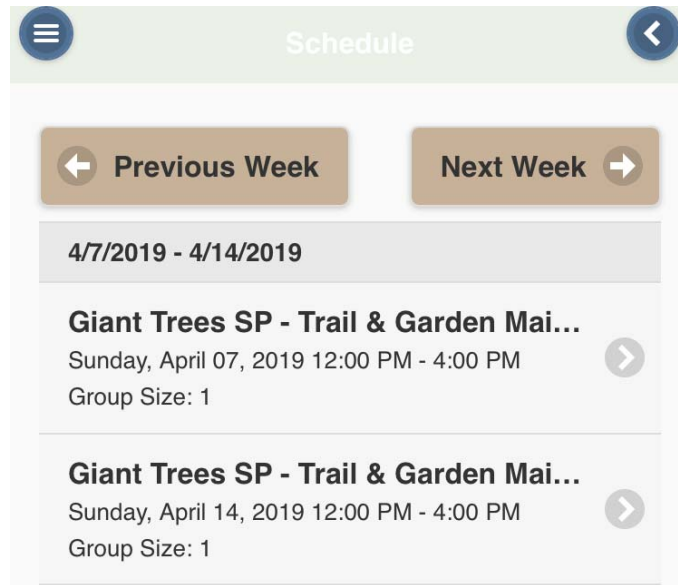 Schedule
Previous Week
Next Week
4/7/2019 - 4/14/2019
Giant Trees SP - Trail & Garden Mai...
Sunday, April 07, 2019 12:00 PM - 4:00 PM
Group Size: 1
Giant Trees SP - Trail & Garden Mai...
Sunday, April 14, 2019 12:00 PM - 4:00 PM
Group Size: 1